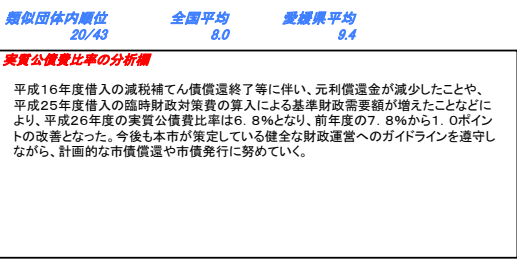 類似団体内順位 全国平均 愛媛県平均
20/43 8.0 9.4
実質公債費比率の分析欄
平成16年度借入の減税補てん債償還終了等に伴い、元利償還金が減少したことや、
平成25年度借入の臨時財政対策費の算入による基準財政需要額が増えたことなどに
より、平成26年度の実質公債費比率は6．8％となり、前年度の7．8％から1．0ポイン
トの改善となった。今後も本市が策定している健全な財政運営へのガイドラインを遵守し
ながら、計画的な市債償還や市債発行に努めていく。